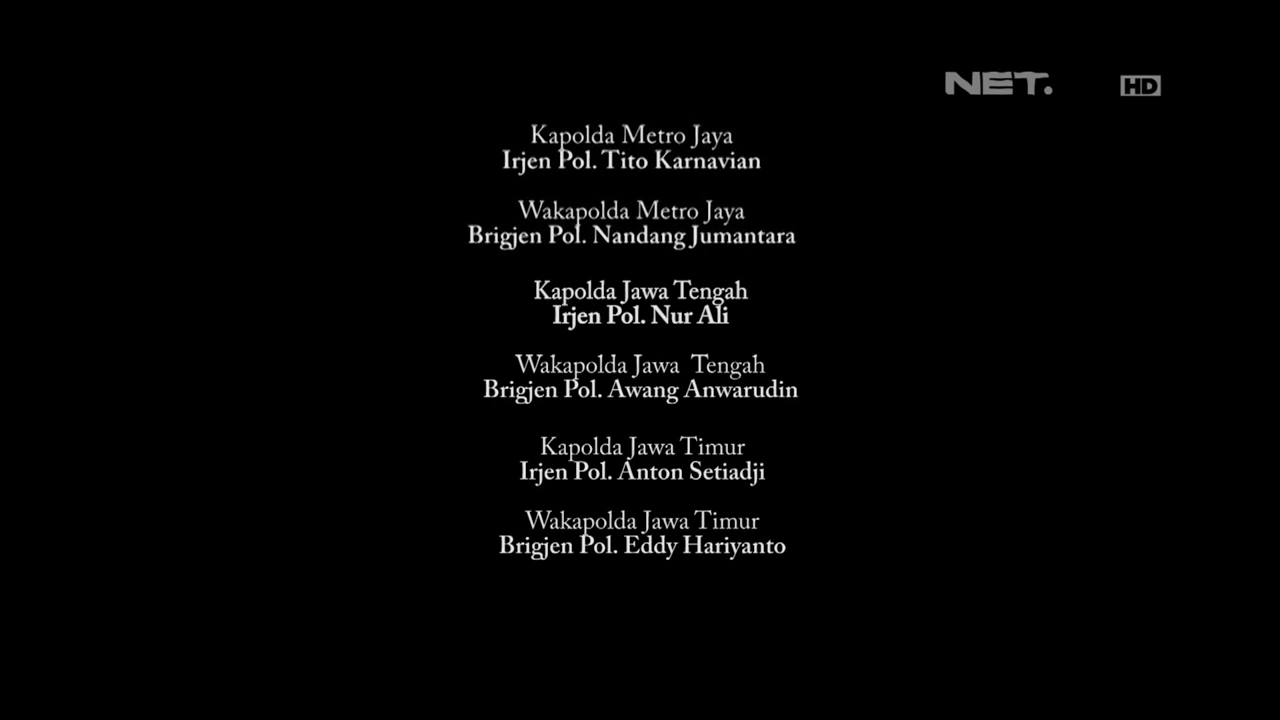 NET.
HD
Kapolda Metro Jaya
Irjen Pol. Tito Karnavian
Wakapolda Metro Jaya
Brigjen Pol. Nandang Jumantara
Kapolda Jawa Tengah
Irjen Pol. Nur Ali
Wakapolda Jawa  Tengah
Brigjen Pol. Awang Anwarudin
Kapolda Jawa Timur
Irjen Pol. Anton Setiadji
Wakapolda Jawa Timur
Brigjen Pol. Eddy Hariyanto